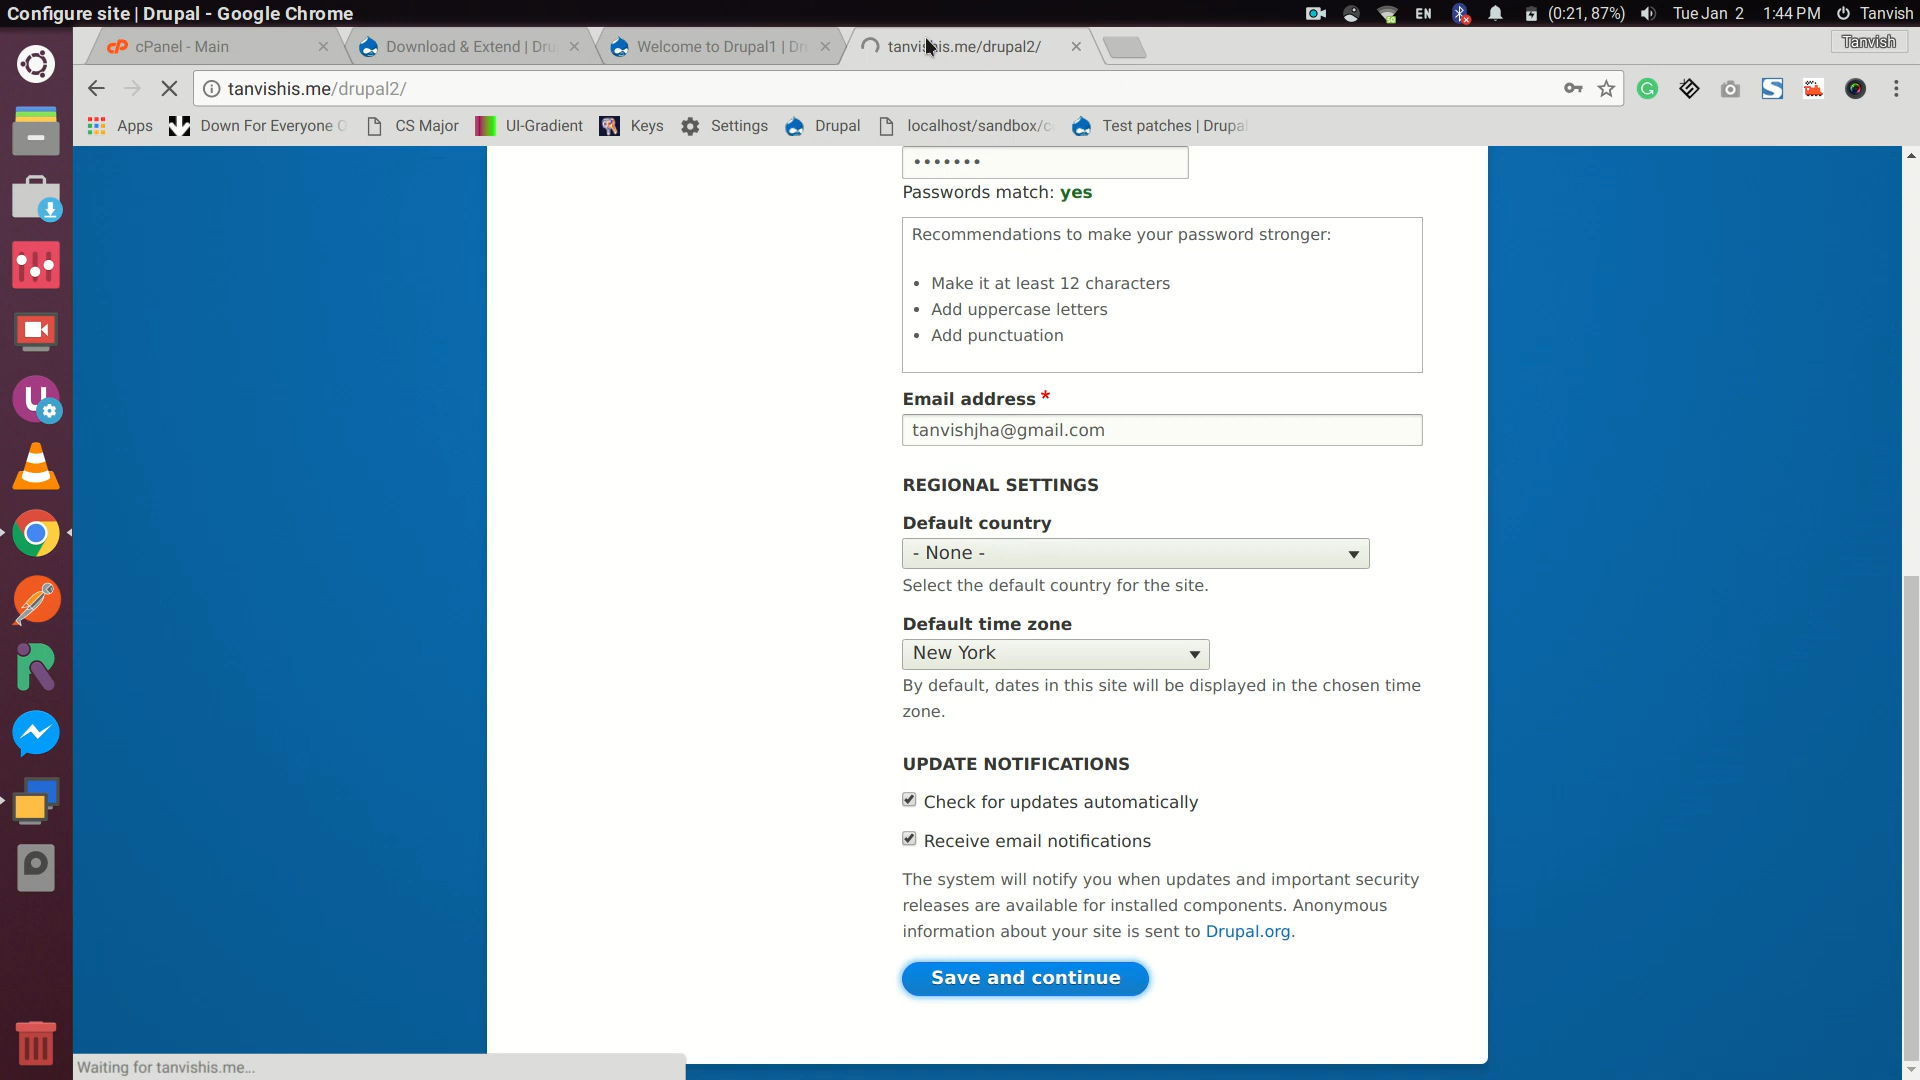 Configure site | Drupal - Google Chrome
EN
(0:21, 87%)
Tue Jan 2
1:44 PM
Tanvish
cPanel - Main
Download & Extend | Dru
Welcome to Drupal1 | Dr
tanvishis.me/drupal2/
Tanvish
tanvishis.me/drupal2/
Apps
Down For Everyone O
CS Major
UI-Gradient
Keys
Settings
Drupal
localhost/sandbox/c
Test patches | Drupal
•••••••
Passwords match: yes
Recommendations to make your password stronger:
• Make it at least 12 characters
• Add uppercase letters
• Add punctuation
Email address *
tanvishjha@gmail.com
REGIONAL SETTINGS
Default country
- None -
Select the default country for the site.
Default time zone
New York
By default, dates in this site will be displayed in the chosen time
zone.
UPDATE NOTIFICATIONS
Check for updates automatically
Receive email notifications
The system will notify you when updates and important security
releases are available for installed components. Anonymous
information about your site is sent to Drupal.org.
Save and continue
Waiting for tanvishis.me...